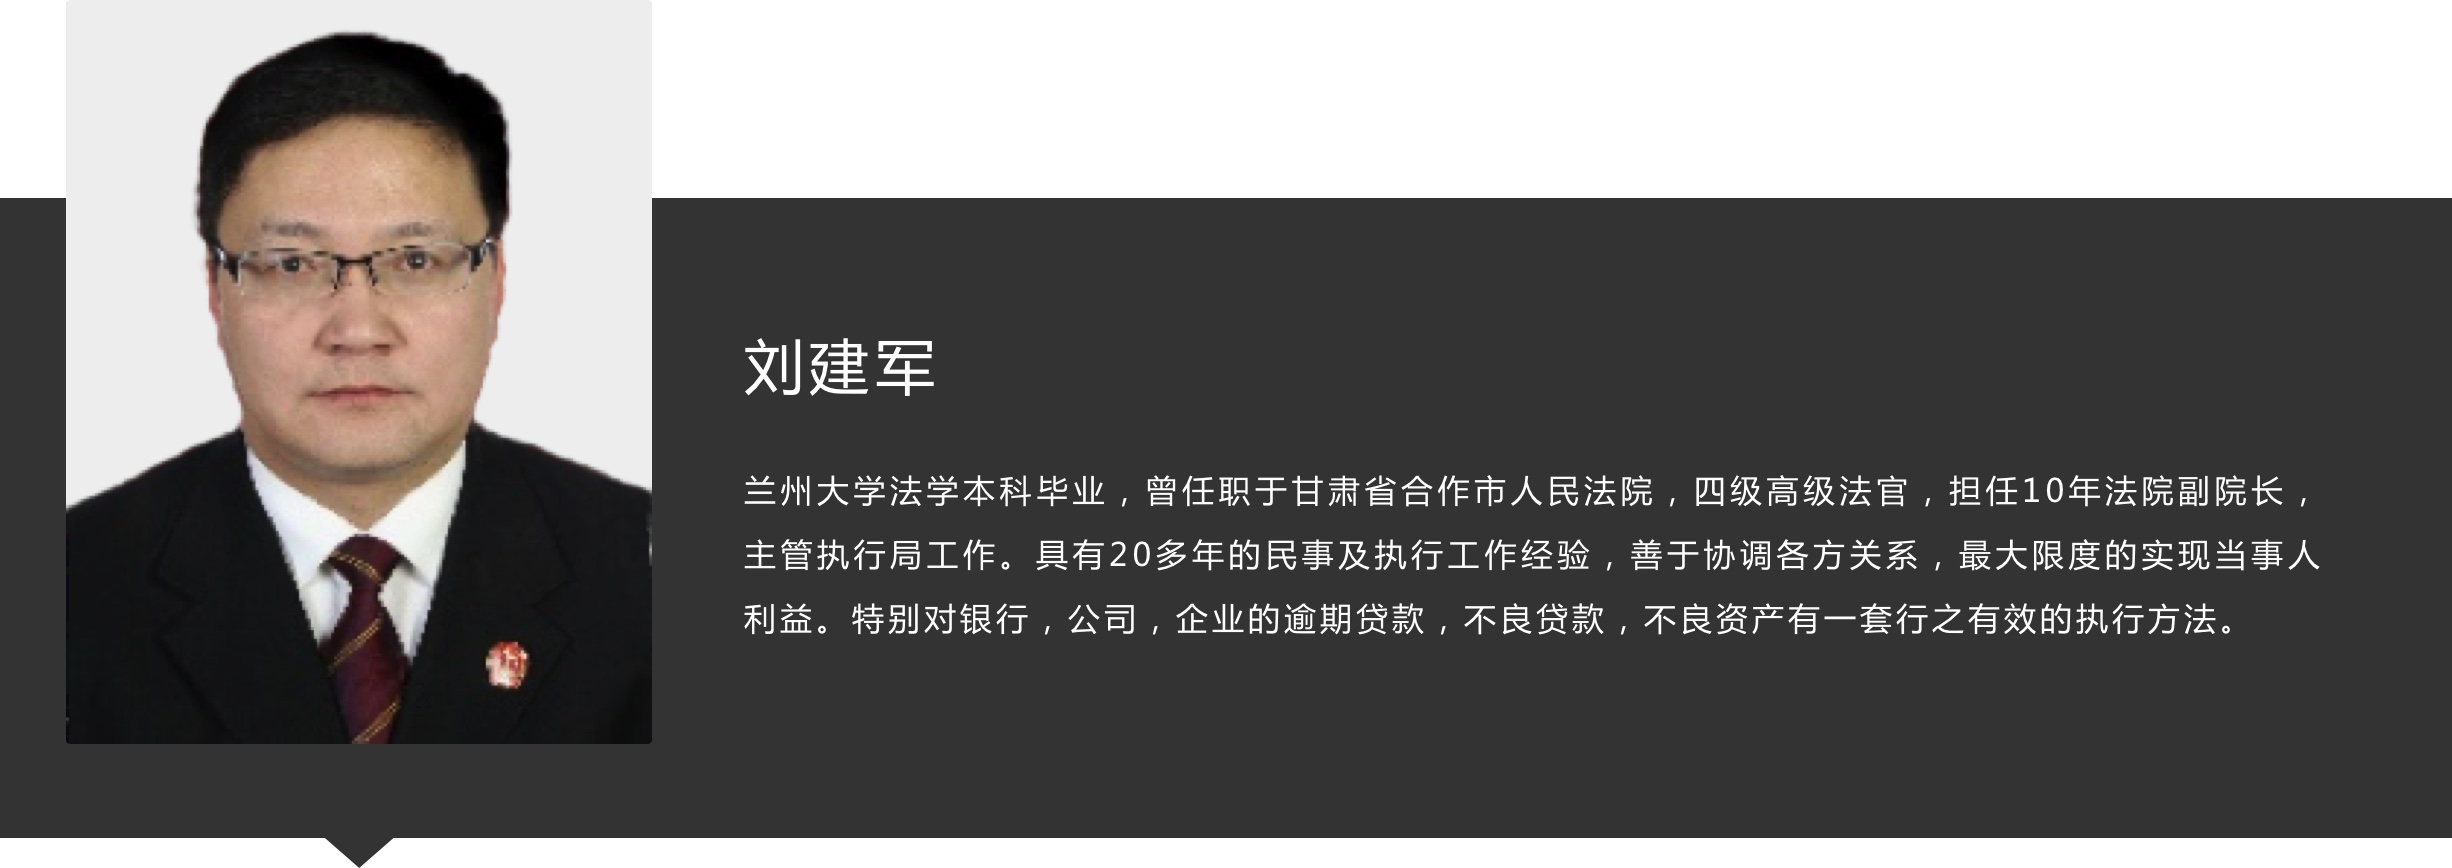 刘建军
兰州大学法学本科毕业，曾任职于甘肃省合作市人民法院，四级高级法官，担任10年法院副院长，
主管执行局工作。具有20多年的民事及执行工作经验，善于协调各方关系，最大限度的实现当事人
利益。特别对银行，公司，企业的逾期贷款，不良贷款，不良资产有一套行之有效的执行方法。